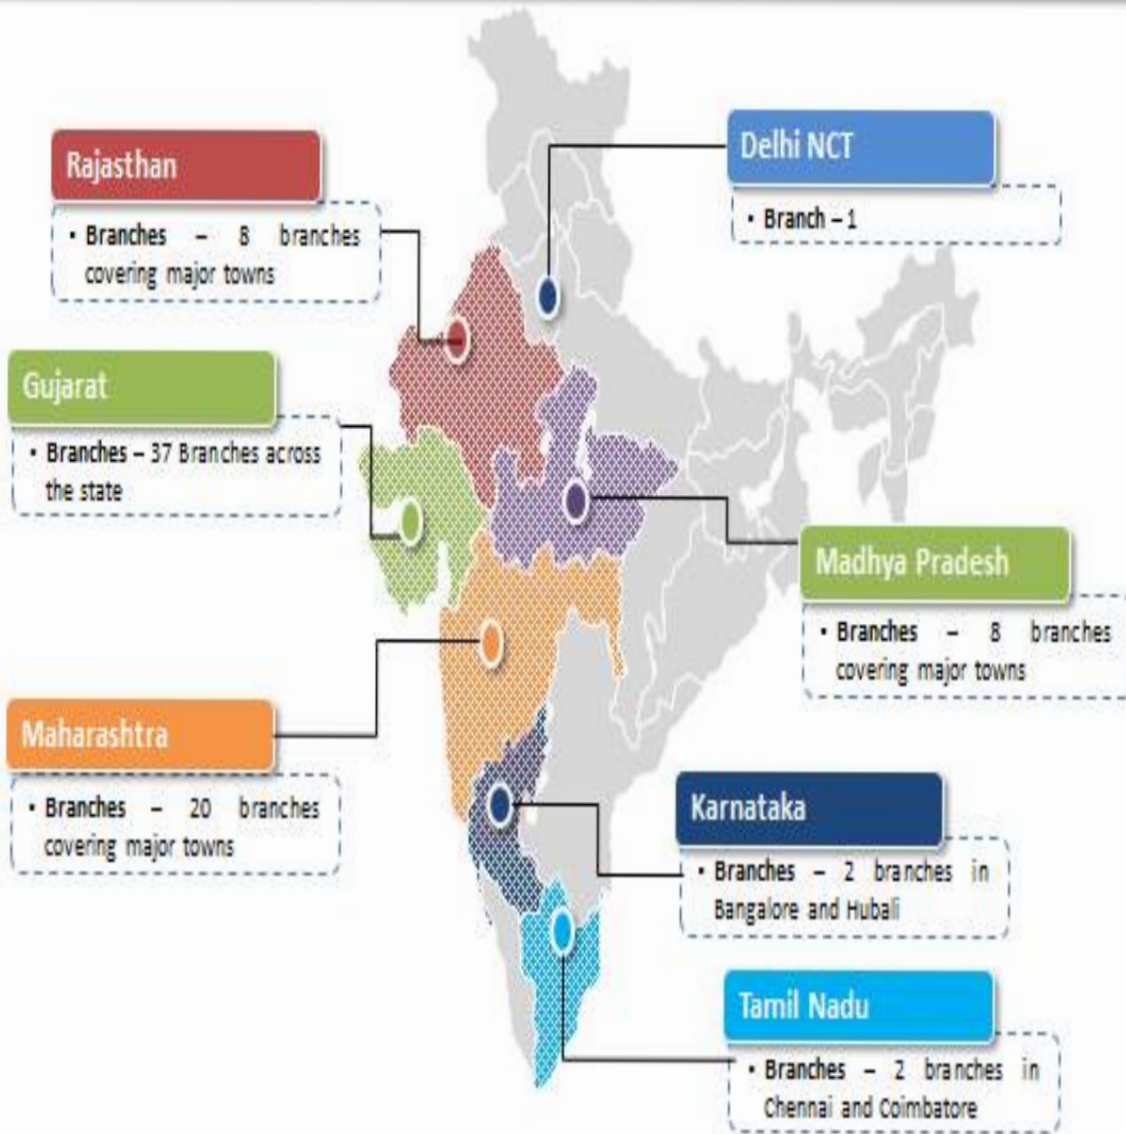 Rajasthan
• Branches – 8 branches
covering major towns
Delhi NCT
• Branch – 1
Gujarat
• Branches – 37 Branches across
the state
Madhya Pradesh
• Branches – 8 branches
covering major towns
Maharashtra
• Branches – 20 branches
covering major towns
Karnataka
• Branches – 2 branches in
Bangalore and Hubali
Tamil Nadu
• Branches – 2 branches in
Chennai and Coimbatore